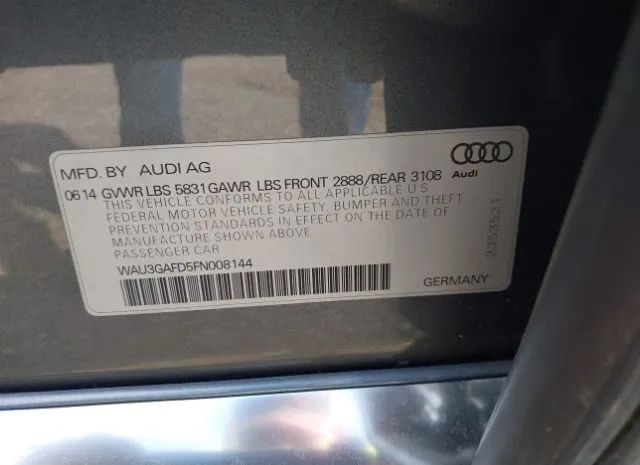 MFD. BY AUDI AG
Audi
06 14 GVWR LBS 5831 GAWR LBS FRONT 2888/REAR 3108
THIS VEHICLE CONFORMS TO ALL APPLICABLE U S
FEDERAL MOTOR VEHICLE SAFETY, BUMPER AND THEFT
PREVENTION STANDARDS IN EFFECT ON THE DATE OF
MANUFACTURE SHOWN ABOVE
PASSENGER CAR
WAU3GAFD5FN008144
GERMANY
2353521